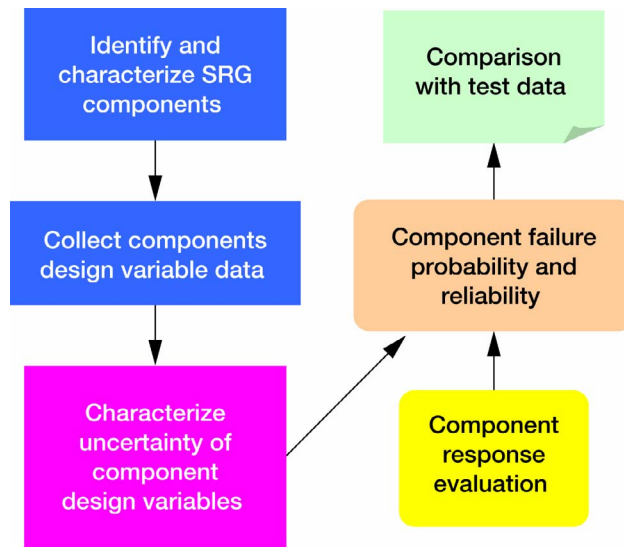 Identify and
characterize SRG
components
Collect components
design variable data
Characterize
uncertainty of
component
design variables
Comparison
with test data
Component failure
probability and
reliability
Component
response
evaluation